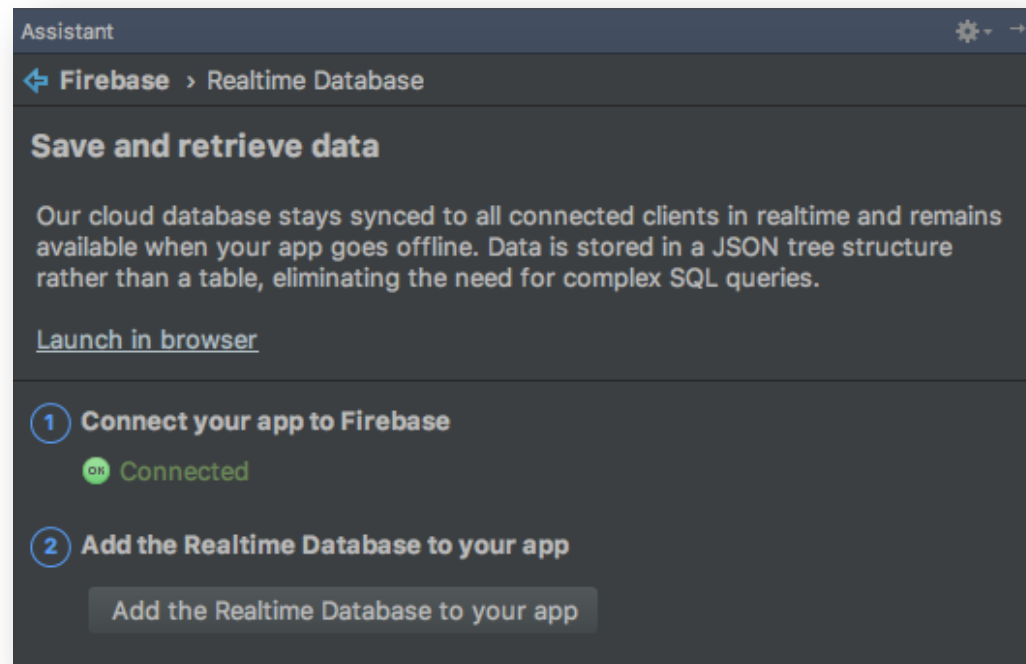 Assistant
Firebase › Realtime Database
Save and retrieve data
Our cloud database stays synced to all connected clients in realtime and remains
available when your app goes offline. Data is stored in a JSON tree structure
rather than a table, eliminating the need for complex SQL queries.
Launch in browser
1 Connect your app to Firebase
OK Connected
2 Add the Realtime Database to your app
Add the Realtime Database to your app